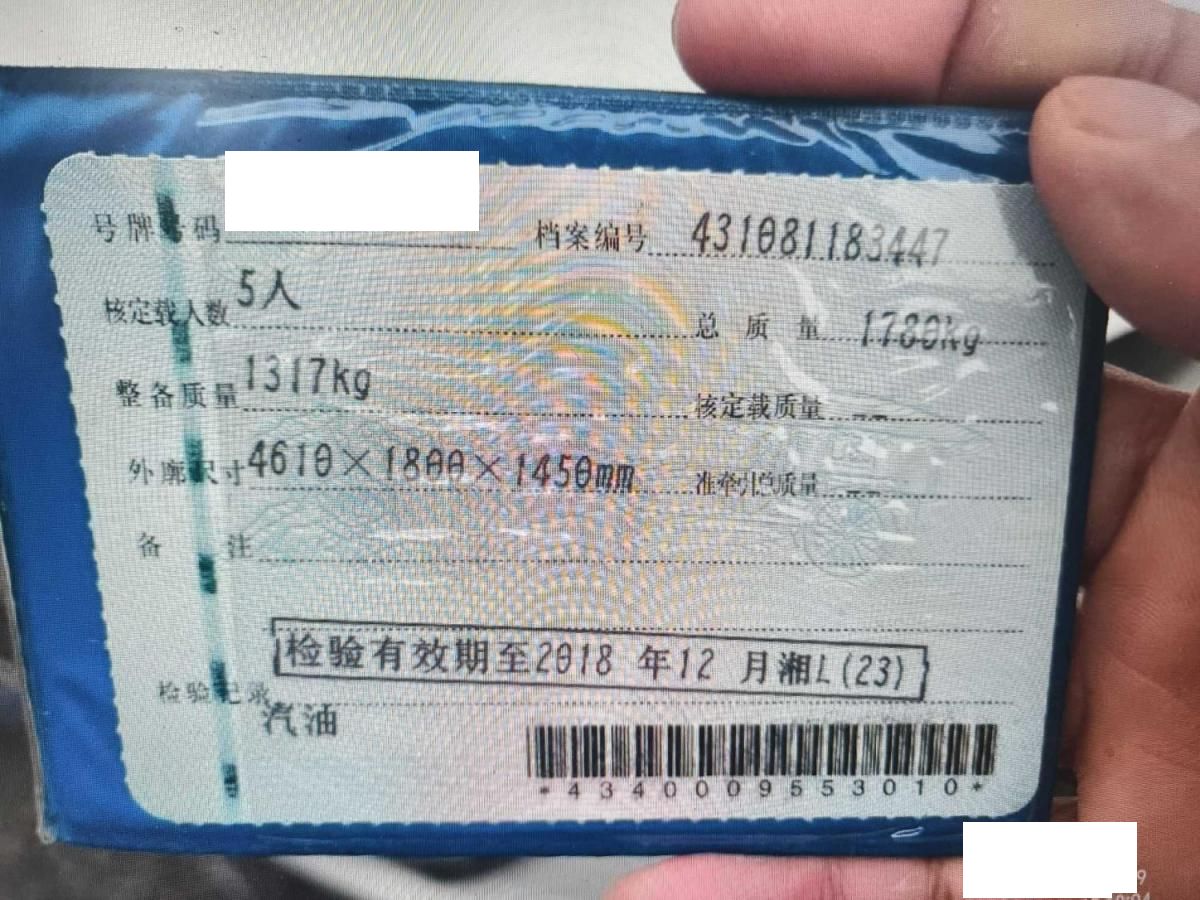 号牌号码 档案编号 431081183447
核定载人数 5人 总质量 1780kg
整备质量 1317kg 核定载质量 --
外廓尺寸 4610×1800×1450mm 准牵引总质量 --
备注
检验有效期至2018年12月湘L(23)
检验记录
汽油
*4340009553010*